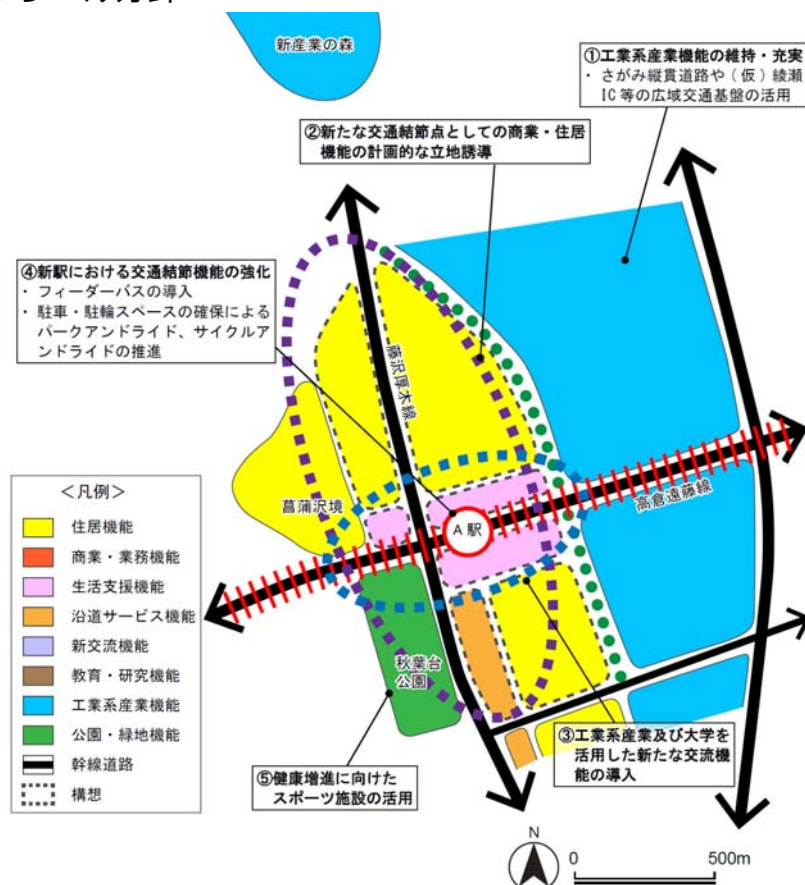 新産業の森
①工業系産業機能の維持・充実
・ さがみ縦貫道路や（仮）綾瀬
IC等の広域交通基盤の活用
②新たな交通結節点としての商業・住居
機能の計画的な立地誘導
④新駅における交通結節機能の強化
・ フィーダーバスの導入
・ 駐車・駐輪スペースの確保による
パークアンドライド、サイクルア
ンドライドの推進
藤沢厚木線
菖蒲沢境
A駅
高倉遠藤線
秋葉台
公園
＜凡例＞
住居機能
商業・業務機能
生活支援機能
沿道サービス機能
新交流機能
教育・研究機能
工業系産業機能
公園・緑地機能
幹線道路
構想
③工業系産業及び大学を
活用した新たな交流機
能の導入
⑤健康増進に向けた
スポーツ施設の活用
N
0 500m